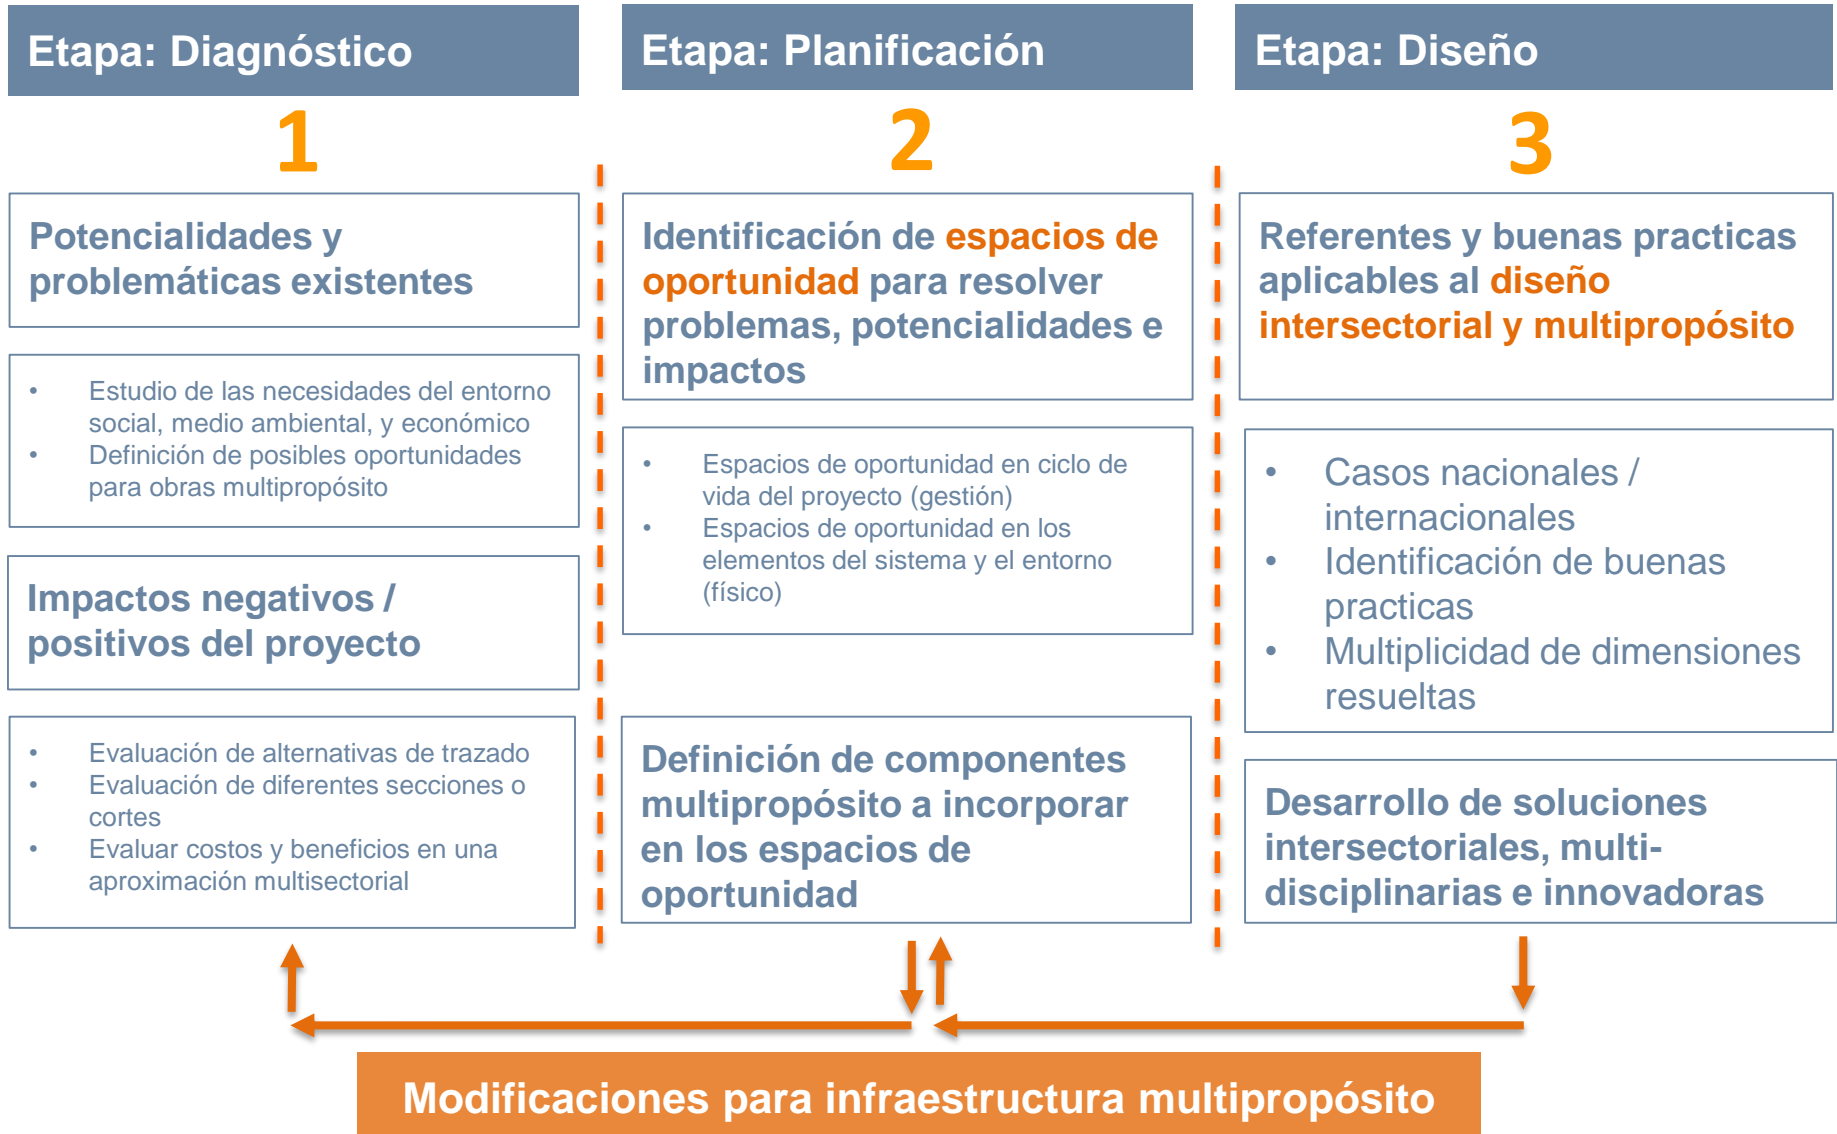 Etapa: Diagnóstico
1
Potencialidades y
problemáticas existentes
• Estudio de las necesidades del entorno
social, medio ambiental, y económico
• Definición de posibles oportunidades
para obras multipropósito
Impactos negativos /
positivos del proyecto
• Evaluación de alternativas de trazado
• Evaluación de diferentes secciones o
cortes
• Evaluar costos y beneficios en una
aproximación multisectorial
Etapa: Planificación
2
Identificación de espacios de
oportunidad para resolver
problemas, potencialidades e
impactos
• Espacios de oportunidad en ciclo de
vida del proyecto (gestión)
• Espacios de oportunidad en los
elementos del sistema y el entorno
(físico)
Definición de componentes
multipropósito a incorporar
en los espacios de
oportunidad
Etapa: Diseño
3
Referentes y buenas practicas
aplicables al diseño
intersectorial y multipropósito
• Casos nacionales /
internacionales
• Identificación de buenas
practicas
• Multiplicidad de dimensiones
resueltas
Desarrollo de soluciones
intersectoriales, multi-
disciplinarias e innovadoras
Modificaciones para infraestructura multipropósito